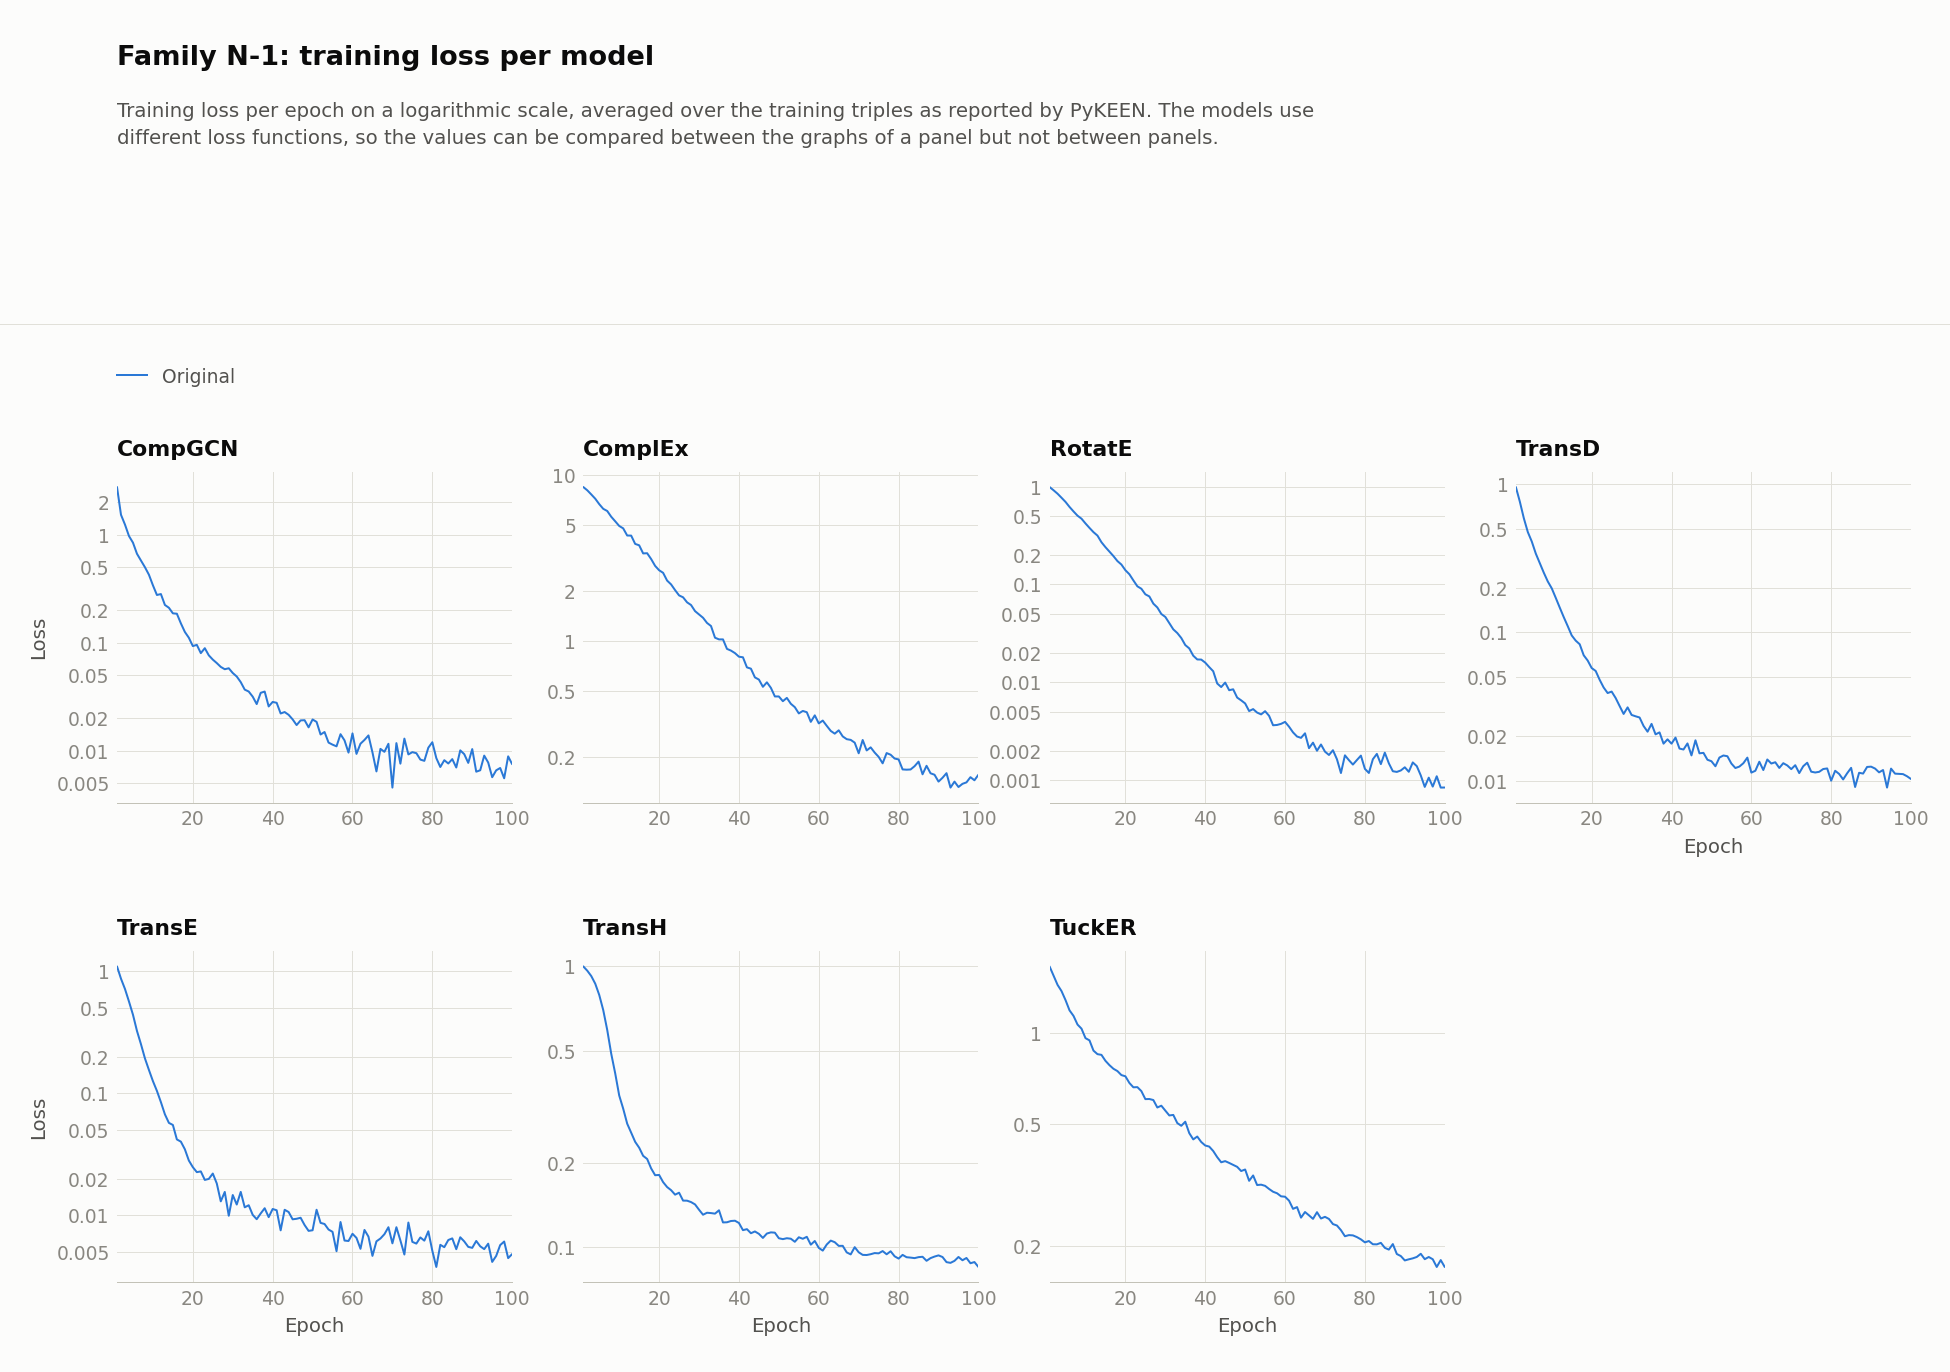 Family N-1: training loss per model
Training loss per epoch on a logarithmic scale, averaged over the training triples as reported by PyKEEN. The models use
different loss functions, so the values can be compared between the graphs of a panel but not between panels.
Original
CompGCN
Loss
2
1
0.5
0.2
0.1
0.05
0.02
0.01
0.005
20 40 60 80 100
ComplEx
10
5
2
1
0.5
0.2
20 40 60 80 100
RotatE
1
0.5
0.2
0.1
0.05
0.02
0.01
0.005
0.002
0.001
20 40 60 80 100
TransD
1
0.5
0.2
0.1
0.05
0.02
0.01
20 40 60 80 100
Epoch
TransE
Loss
1
0.5
0.2
0.1
0.05
0.02
0.01
0.005
20 40 60 80 100
Epoch
TransH
1
0.5
0.2
0.1
20 40 60 80 100
Epoch
TuckER
1
0.5
0.2
20 40 60 80 100
Epoch